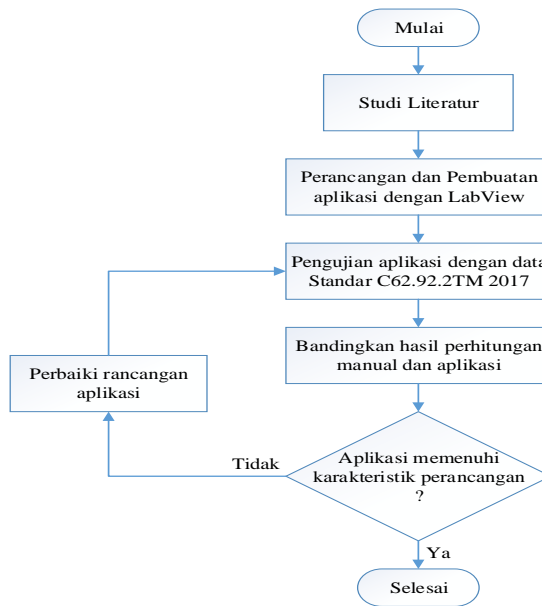 Mulai
Studi Literatur
Perancangan dan Pembuatan
aplikasi dengan LabView
Pengujian aplikasi dengan data
Standar C62.92.2TM 2017
Bandingkan hasil perhitungan
manual dan aplikasi
Perbaiki rancangan
aplikasi
Aplikasi memenuhi
karakteristik perancangan
?
Tidak
Ya
Selesai